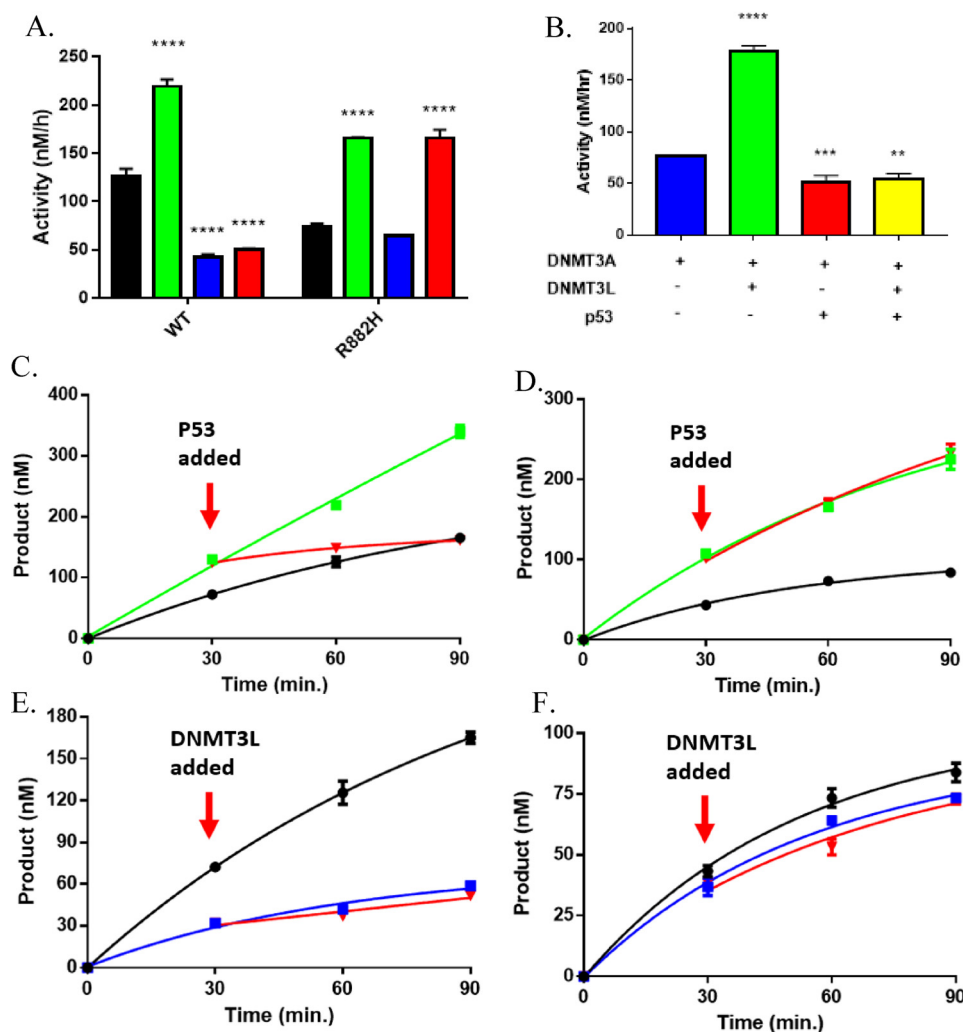 A.
****
****
****
****
****
250
200
150
100
50
0
Activity (nM/h)
WT
R882H
B.
****
***
**
200
150
100
50
0
Activity (nM/hr)
DNMT3A + + + +
DNMT3L - + - +
p53 - - + +
C.
P53
added
400
300
200
100
0
Product (nM)
0 30 60 90
Time (min.)
D.
P53
added
300
200
100
0
Product (nM)
0 30 60 90
Time (min.)
E.
DNMT3L
added
180
150
120
90
60
30
0
Product (nM)
0 30 60 90
Time (min.)
F.
DNMT3L
added
100
75
50
25
0
Product (nM)
0 30 60 90
Time (min.)